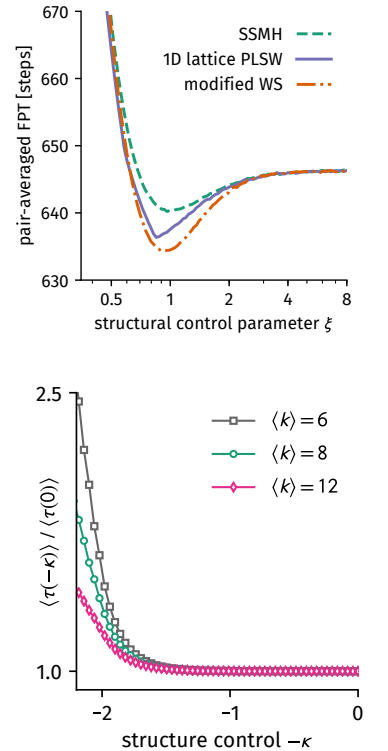 SSMH
1D lattice PLSW
modified WS
pair-averaged FPT [steps]
670
660
650
640
630
0.5 1 2 4 8
structural control parameter ξ
2.5
⟨k⟩ = 6
⟨k⟩ = 8
⟨k⟩ = 12
⟨τ(−κ)⟩ / ⟨τ(0)⟩
1.0
−2 −1 0
structure control −κ